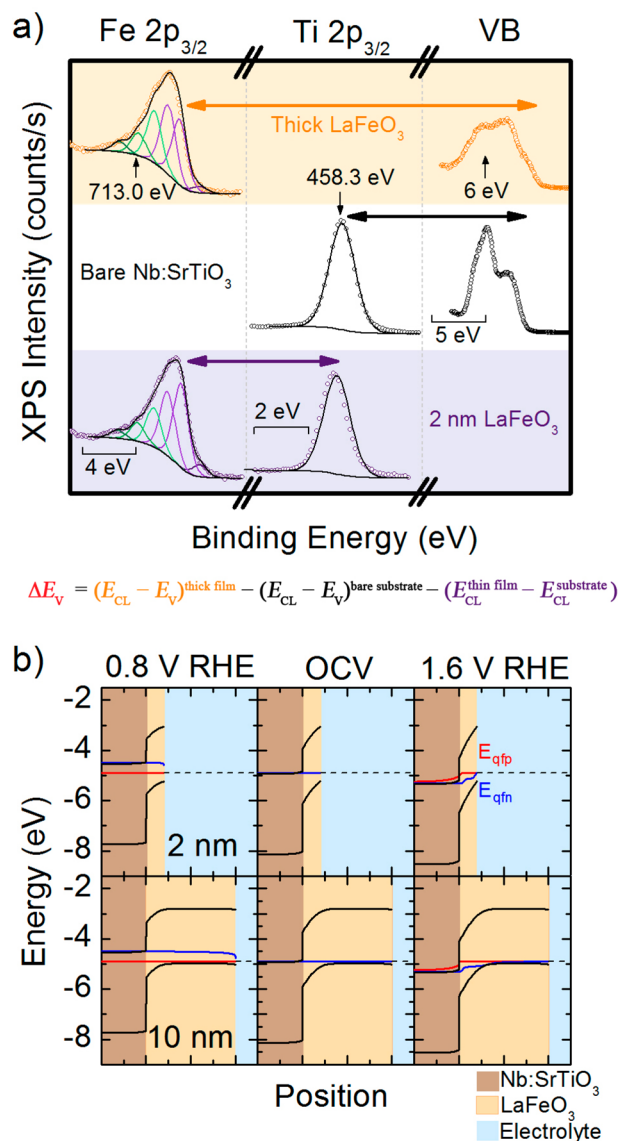 a)
Fe 2p3/2 Ti 2p3/2 VB
XPS Intensity (counts/s)
Thick LaFeO3
713.0 eV
458.3 eV
6 eV
Bare Nb:SrTiO3
5 eV
2 eV
2 nm LaFeO3
4 eV
Binding Energy (eV)
ΔEV = (ECL − EV)thick film − (ECL − EV)bare substrate − (ECLthin film − ECLsubstrate)
b)
0.8 V RHE OCV 1.6 V RHE
Energy (eV)
-2
-4
-6
-8
Eqfp
Eqfn
2 nm
-4
-6
-8
10 nm
Position
Nb:SrTiO3
LaFeO3
Electrolyte